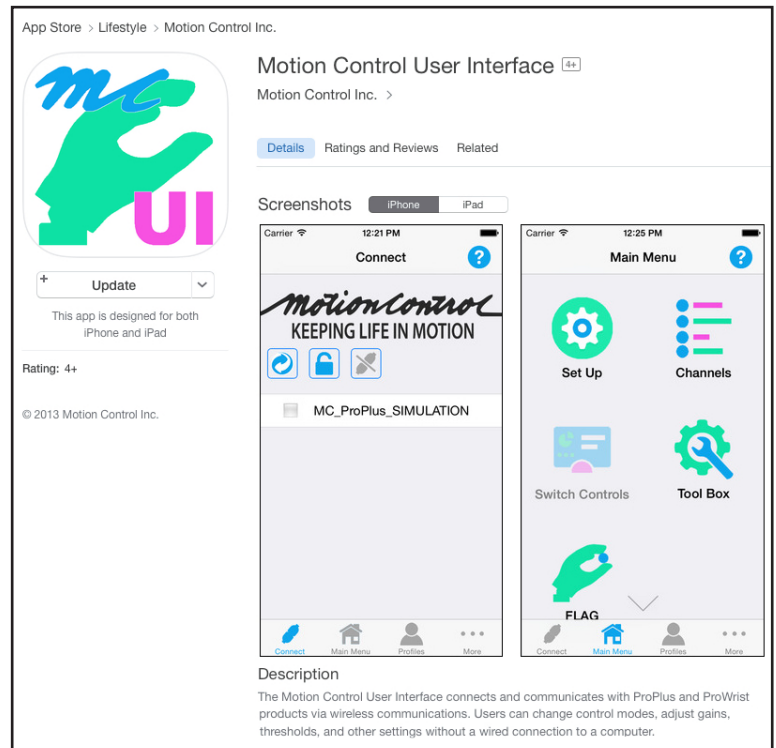 App Store > Lifestyle > Motion Control Inc.
MC
UI
Motion Control User Interface 4+
Motion Control Inc. >
Details Ratings and Reviews Related
Screenshots iPhone iPad
+ Update
This app is designed for both
iPhone and iPad
Rating: 4+
© 2013 Motion Control Inc.
Carrier 12:21 PM
Connect ?
Motion Control
KEEPING LIFE IN MOTION
MC_ProPlus_SIMULATION
Connect Main Menu Profiles More
Carrier 12:25 PM
Main Menu ?
Set Up Channels
Switch Controls Tool Box
FLAG
Connect Main Menu Profiles More
Description
The Motion Control User Interface connects and communicates with ProPlus and ProWrist
products via wireless communications. Users can change control modes, adjust gains,
thresholds, and other settings without a wired connection to a computer.